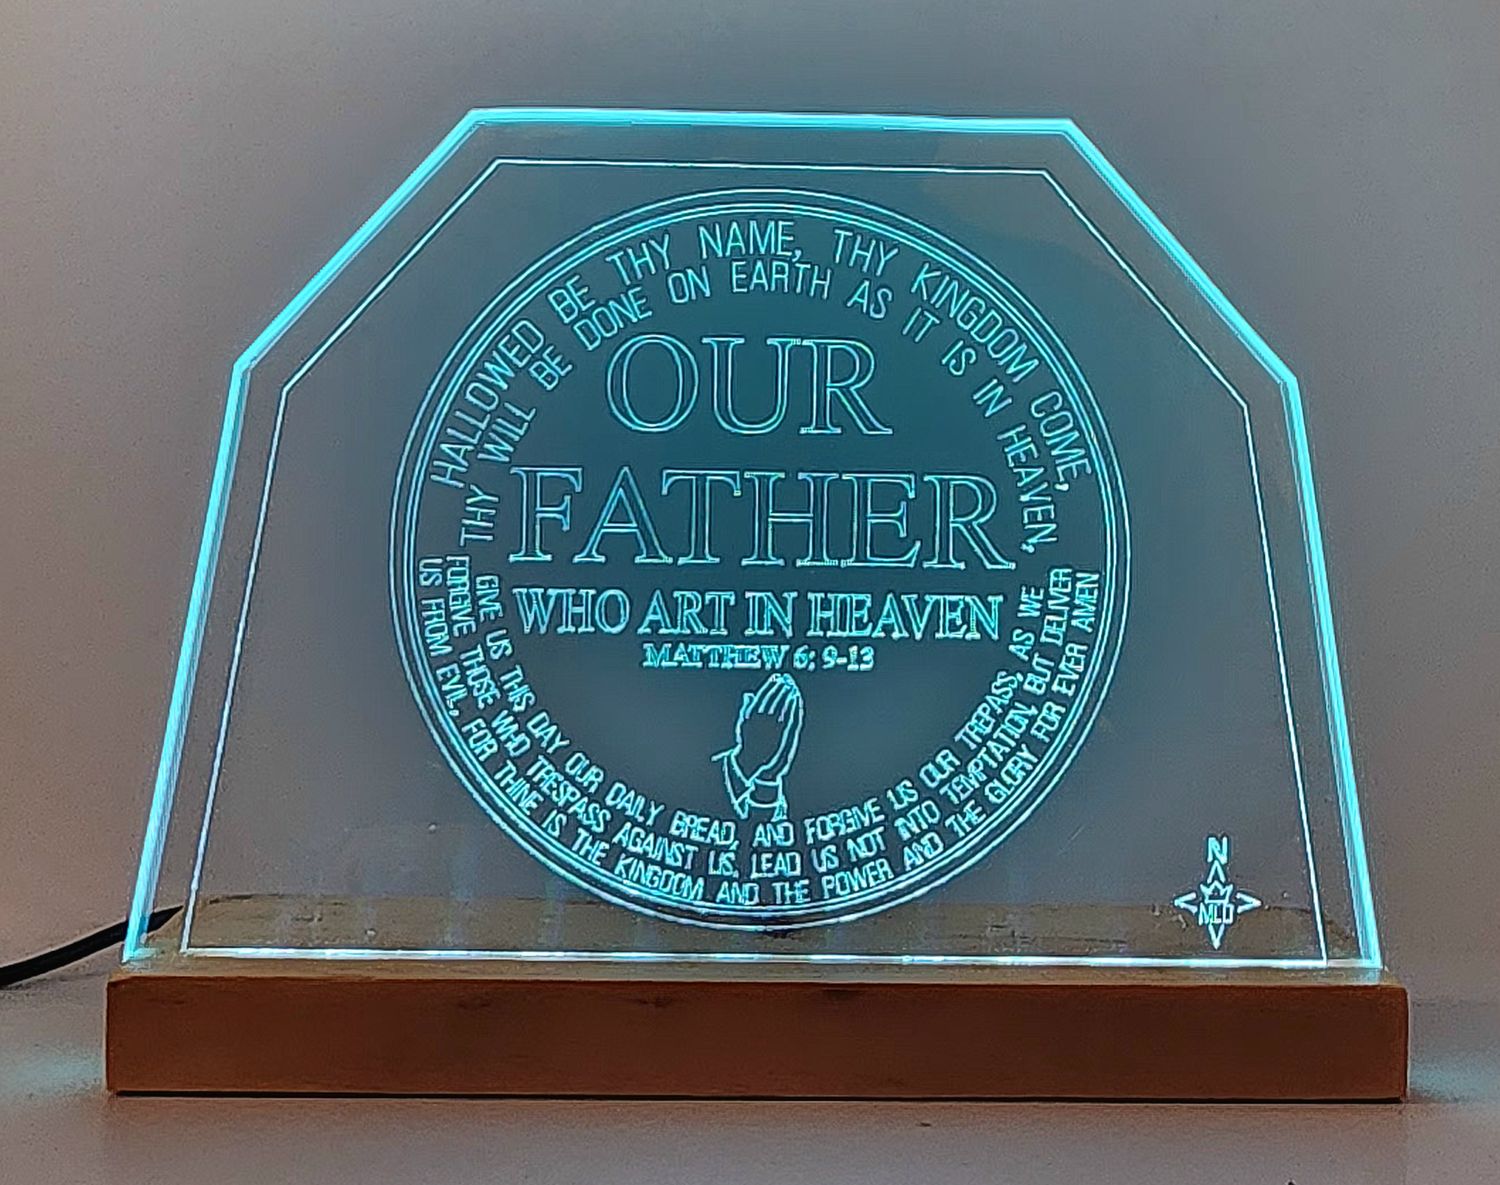 HALLOWED BE THY NAME, THY KINGDOM COME,
THY WILL BE DONE ON EARTH AS IT IS IN HEAVEN,
OUR
FATHER
WHO ART IN HEAVEN
MATTHEW 6: 9-13
GIVE US THIS DAY OUR DAILY BREAD, AND FORGIVE US OUR TREPASS, AS WE
FORGIVE THOSE WHO TRESPASS AGAINST US, LEAD US NOT INTO TEMPTATION, BUT DELIVER
US FROM EVIL, FOR THINE IS THE KINGDOM AND THE POWER AND THE GLORY FOR EVER AMEN
N
MLD